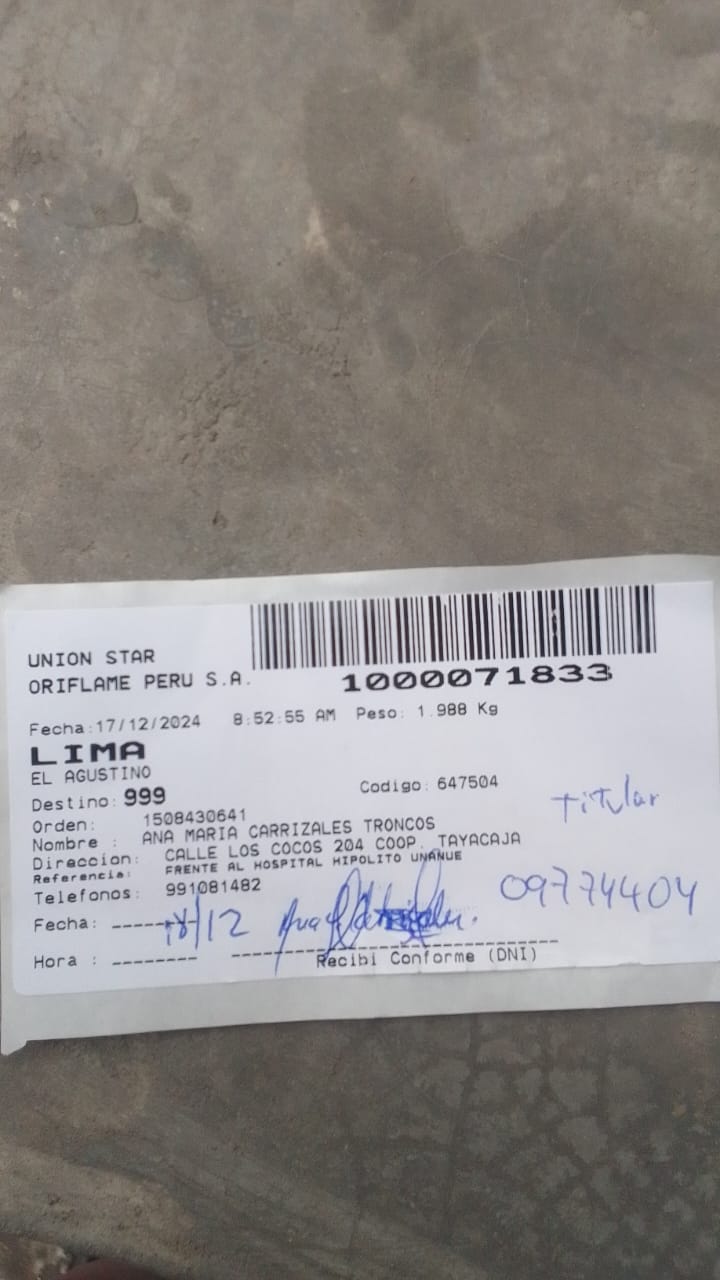 UNION STAR
ORIFLAME PERU S.A.
1000071833
Fecha:17/12/2024 8:52:55 AM Peso: 1.988 Kg
LIMA
EL AGUSTINO
Destino: 999 Codigo: 647504
Orden: 1508430641
Titular
Nombre : ANA MARIA CARRIZALES TRONCOS
Direccion: CALLE LOS COCOS 204 COOP. TAYACAJA
Referencia: FRENTE AL HOSPITAL HIPOLITO UNANUE
Telefonos: 991081482
09774404
Fecha: 18/12 Ana
Hora :
Recibi Conforme (DNI)